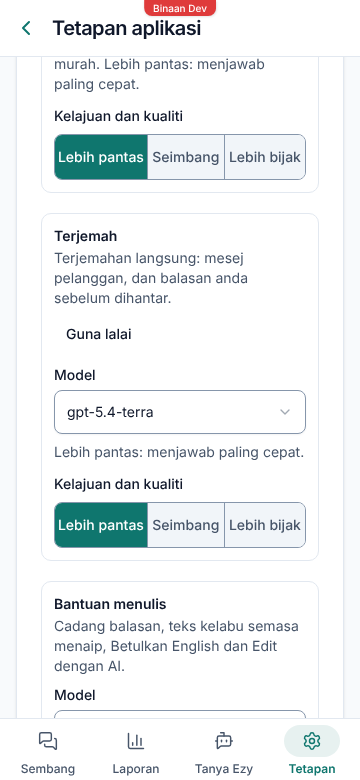 Binaan Dev
Tetapan aplikasi
murah. Lebih pantas: menjawab
paling cepat.
Kelajuan dan kualiti
Lebih pantas Seimbang Lebih bijak
Terjemah
Terjemahan langsung: mesej
pelanggan, dan balasan anda
sebelum dihantar.
Guna lalai
Model
gpt-5.4-terra
Lebih pantas: menjawab paling cepat.
Kelajuan dan kualiti
Lebih pantas Seimbang Lebih bijak
Bantuan menulis
Cadang balasan, teks kelabu semasa
menaip, Betulkan English dan Edit
dengan AI.
Model
Sembang Laporan Tanya Ezy Tetapan